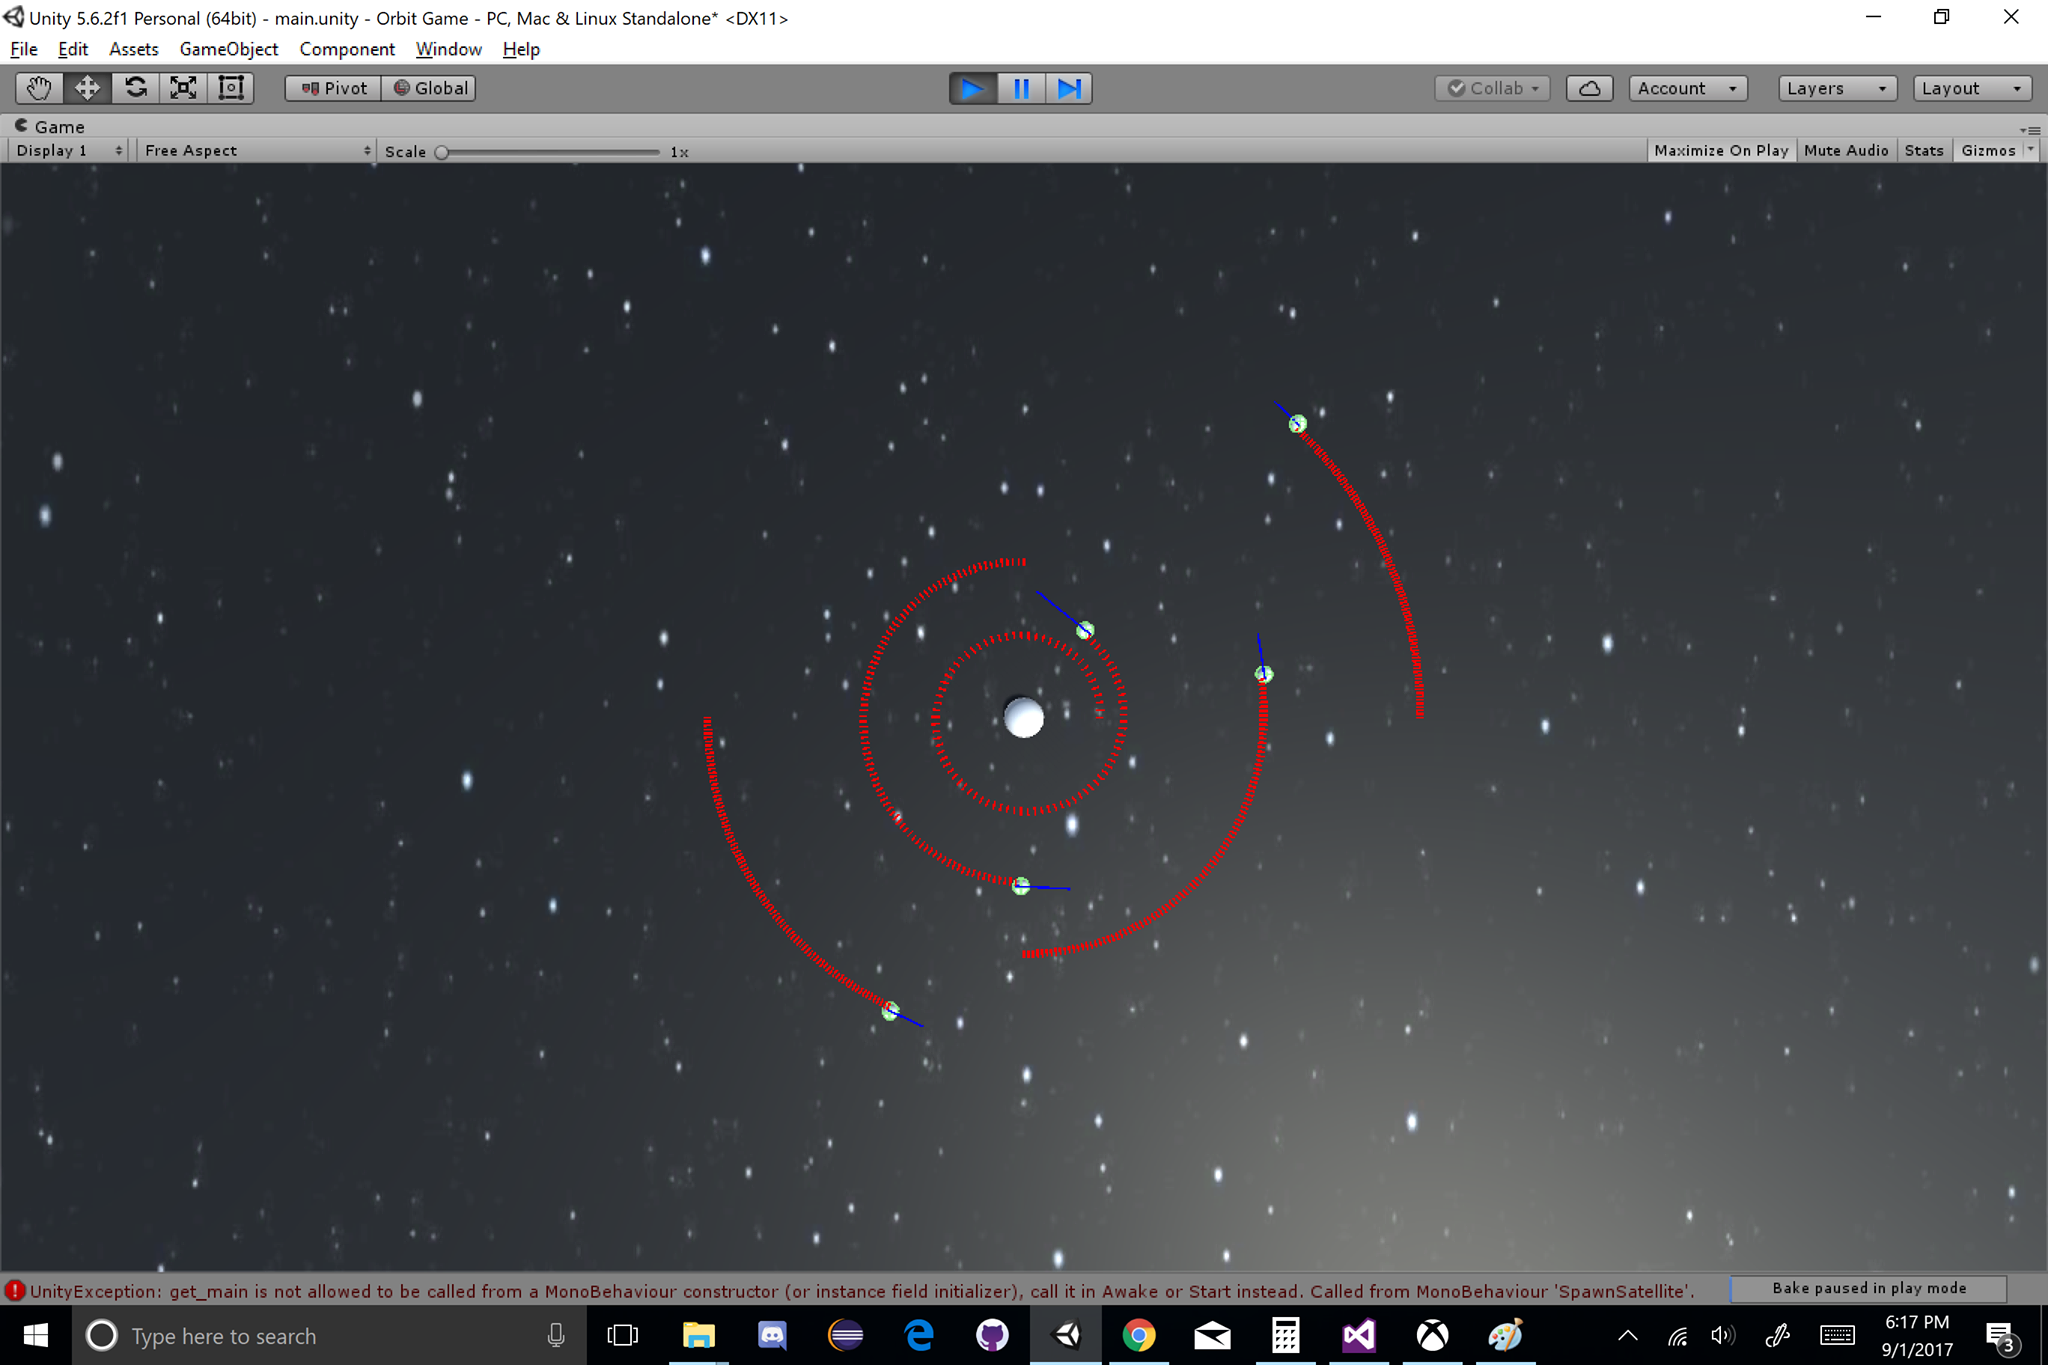 Unity 5.6.2f1 Personal (64bit) - main.unity - Orbit Game - PC, Mac & Linux Standalone* <DX11>
File Edit Assets GameObject Component Window Help
Pivot Global Collab Account Layers Layout
Game
Display 1 Free Aspect Scale 1x Maximize On Play Mute Audio Stats Gizmos
UnityException: get_main is not allowed to be called from a MonoBehaviour constructor (or instance field initializer), call it in Awake or Start instead. Called from MonoBehaviour 'SpawnSatellite'. Bake paused in play mode
Type here to search
6:17 PM
9/1/2017
3